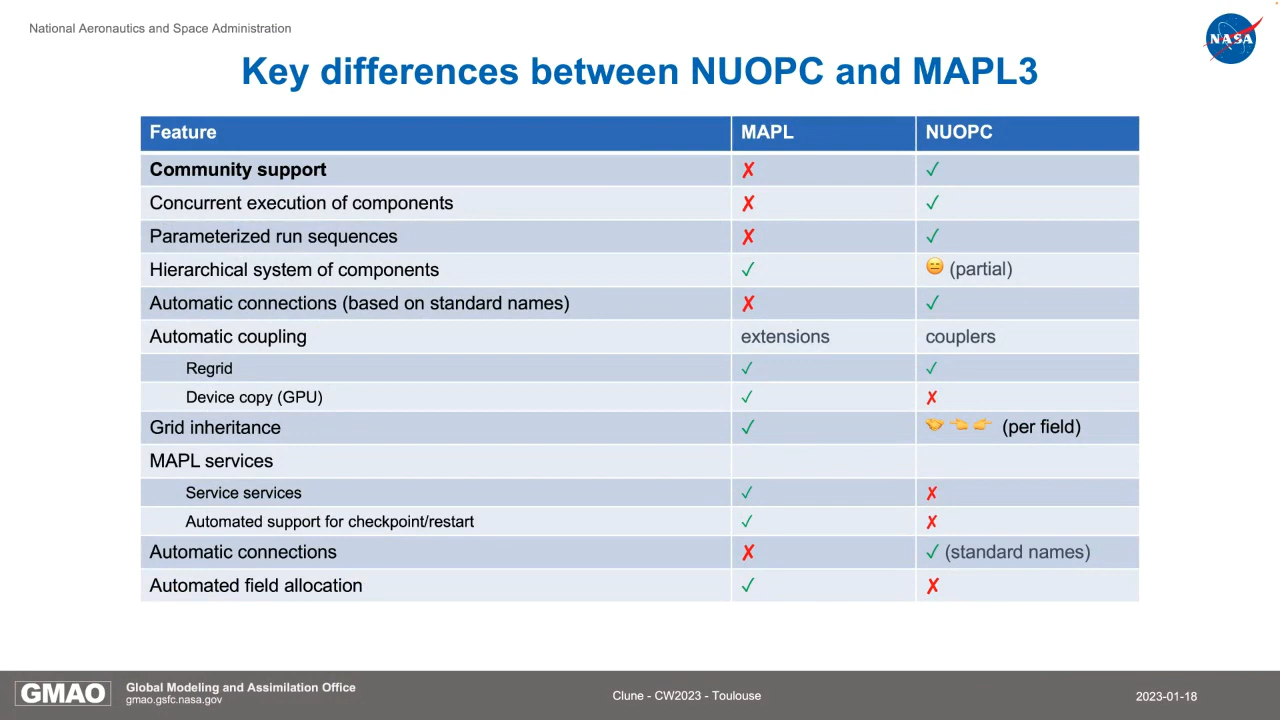 National Aeronautics and Space Administration
NASA
Key differences between NUOPC and MAPL3
Feature MAPL NUOPC
Community support ✗ ✓
Concurrent execution of components ✗ ✓
Parameterized run sequences ✗ ✓
Hierarchical system of components ✓ 😑 (partial)
Automatic connections (based on standard names) ✗ ✓
Automatic coupling extensions couplers
Regrid ✓ ✓
Device copy (GPU) ✓ ✗
Grid inheritance ✓ 🤝 👈 👉 (per field)
MAPL services
Service services ✓ ✗
Automated support for checkpoint/restart ✓ ✗
Automatic connections ✗ ✓ (standard names)
Automated field allocation ✓ ✗
GMAO
Global Modeling and Assimilation Office
gmao.gsfc.nasa.gov
Clune - CW2023 - Toulouse
2023-01-18